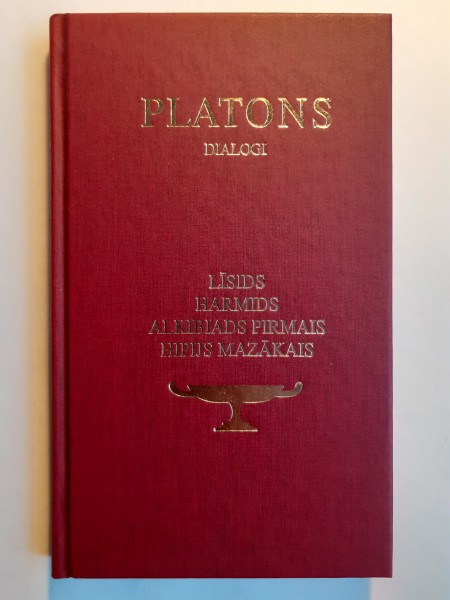 PLATONS
DIALOGI
LĪSIDS
HARMIDS
ALKIBIADS PIRMAIS
HIPIJS MAZĀKAIS